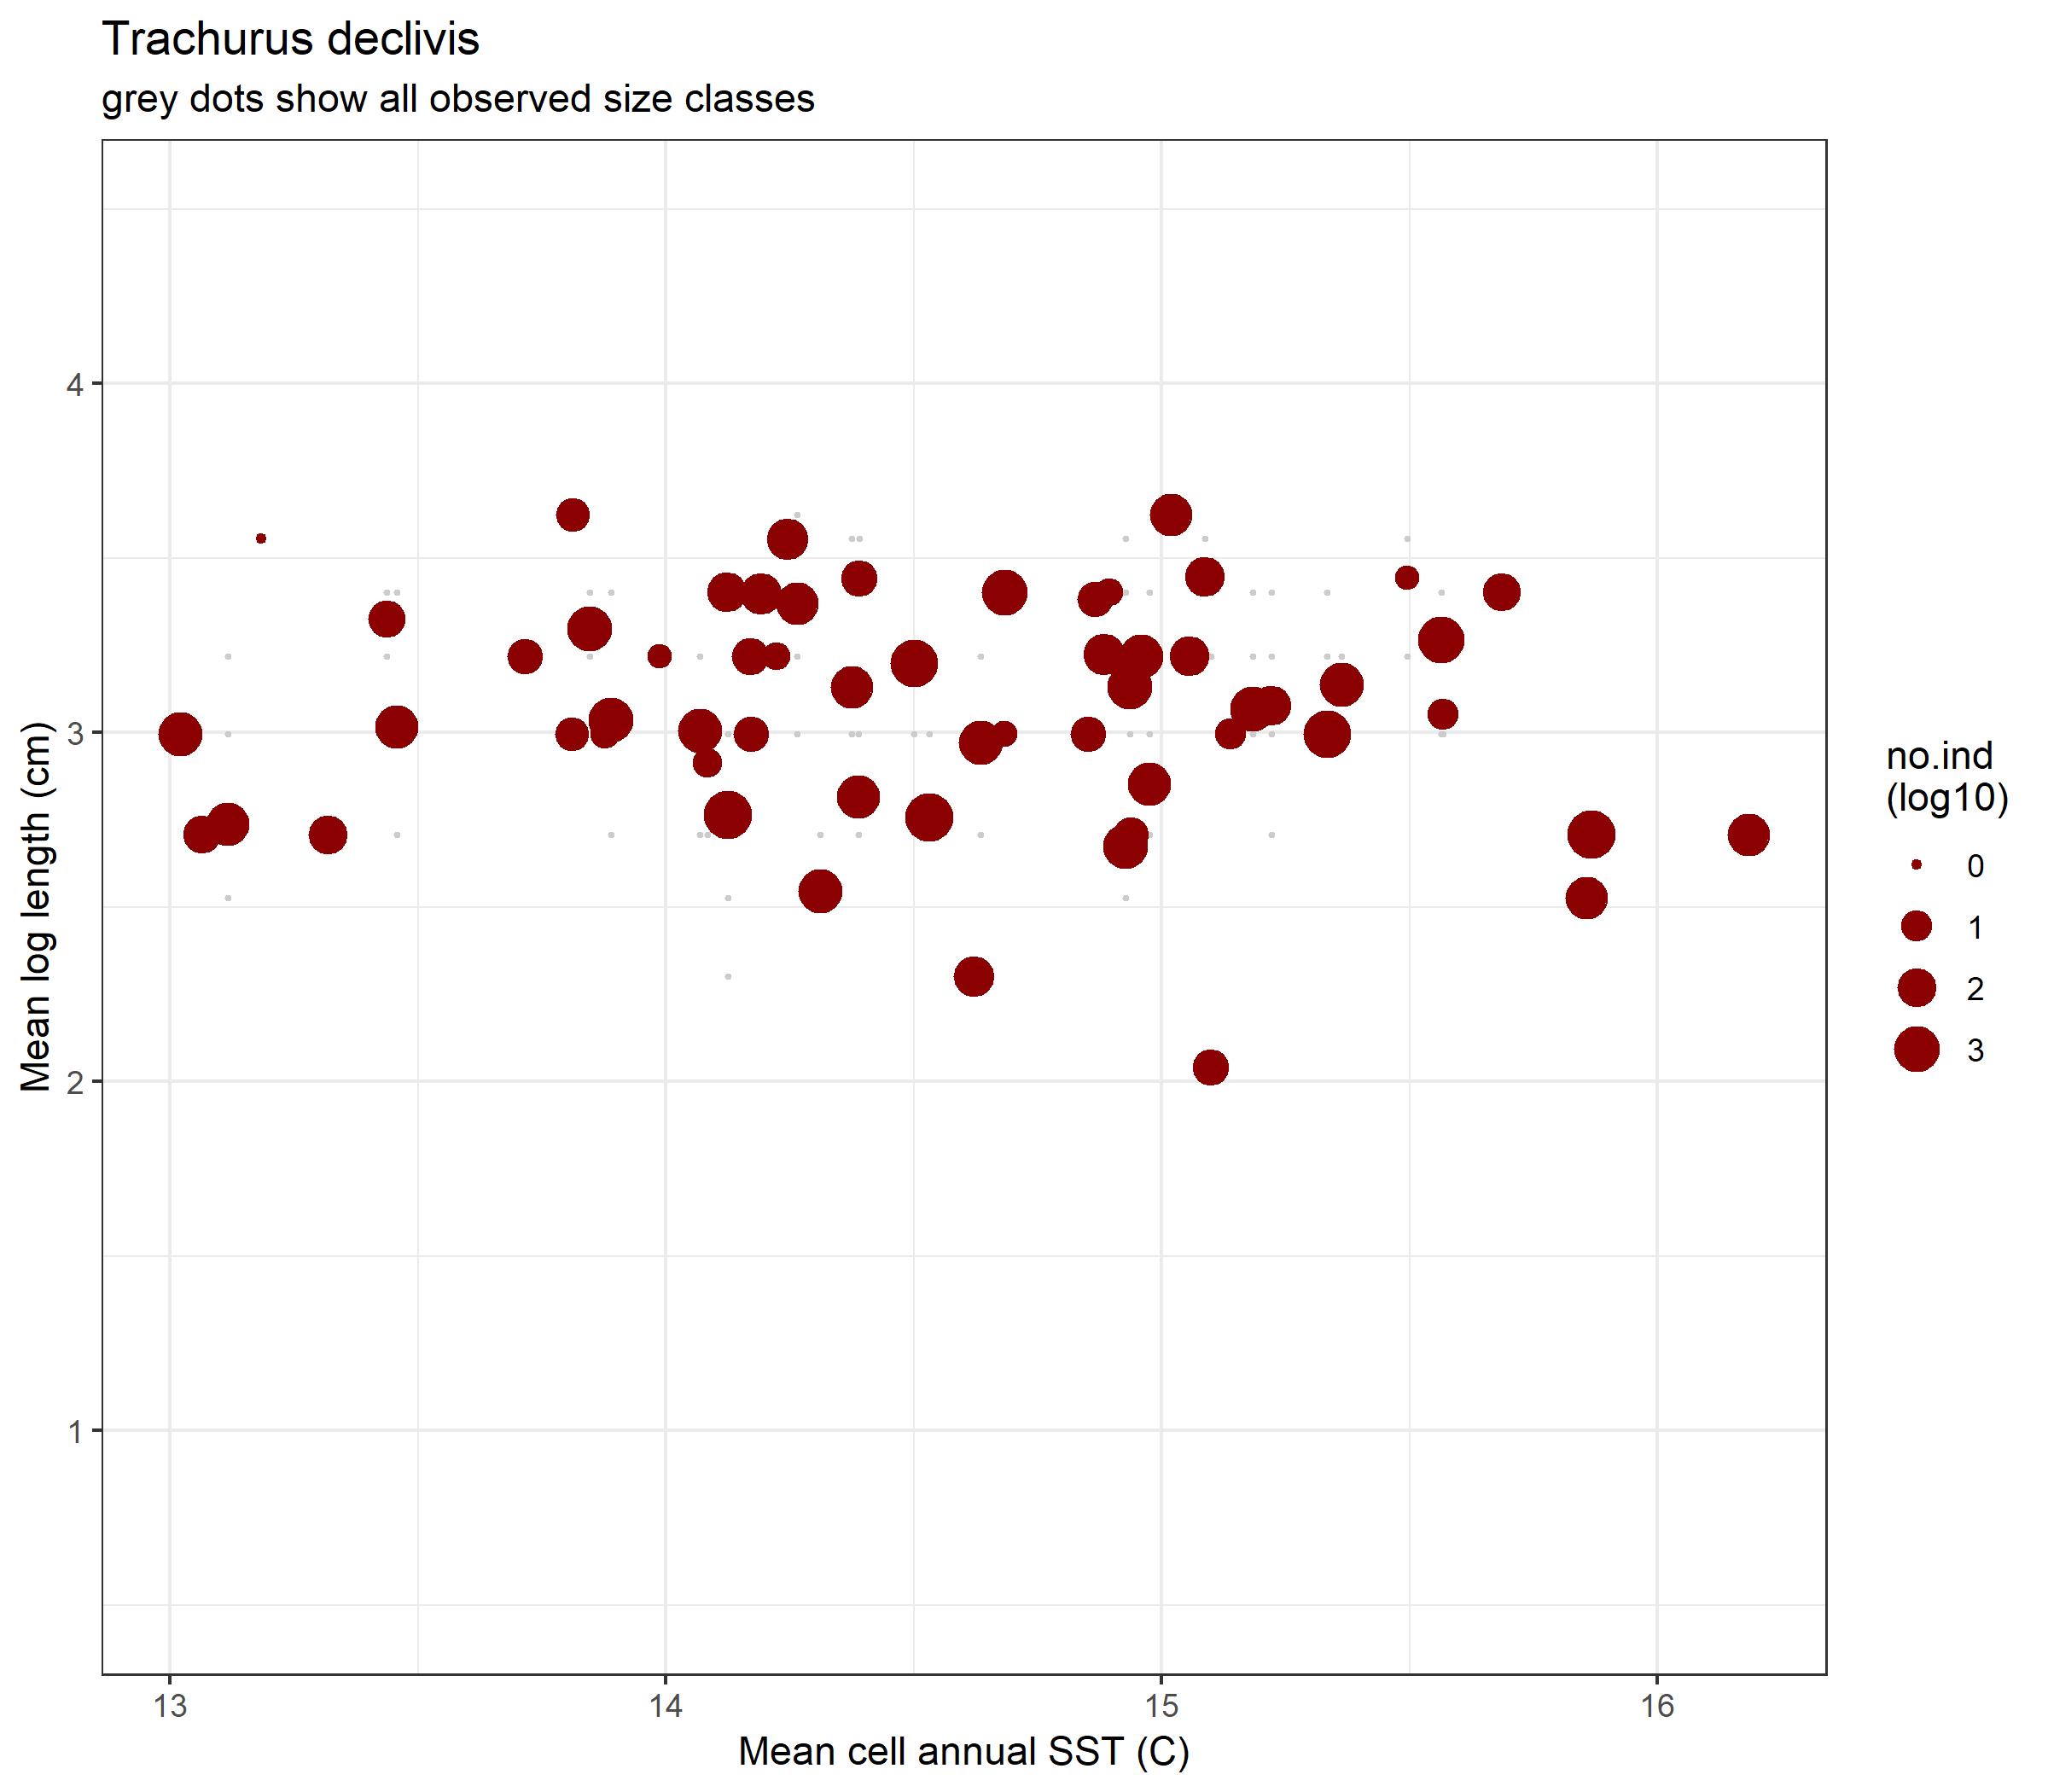 Trachurus declivis
grey dots show all observed size classes
4
3
2
1
Mean log length (cm)
13 14 15 16
Mean cell annual SST (C)
no.ind
(log10)
0
1
2
3